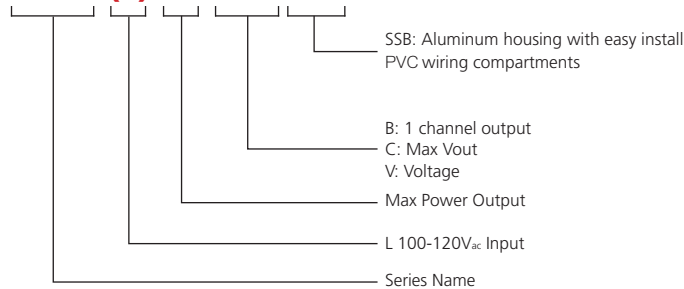 SSB: Aluminum housing with easy install
PVC wiring compartments
B: 1 channel output
C: Max Vout
V: Voltage
Max Power Output
L 100-120Vac Input
Series Name